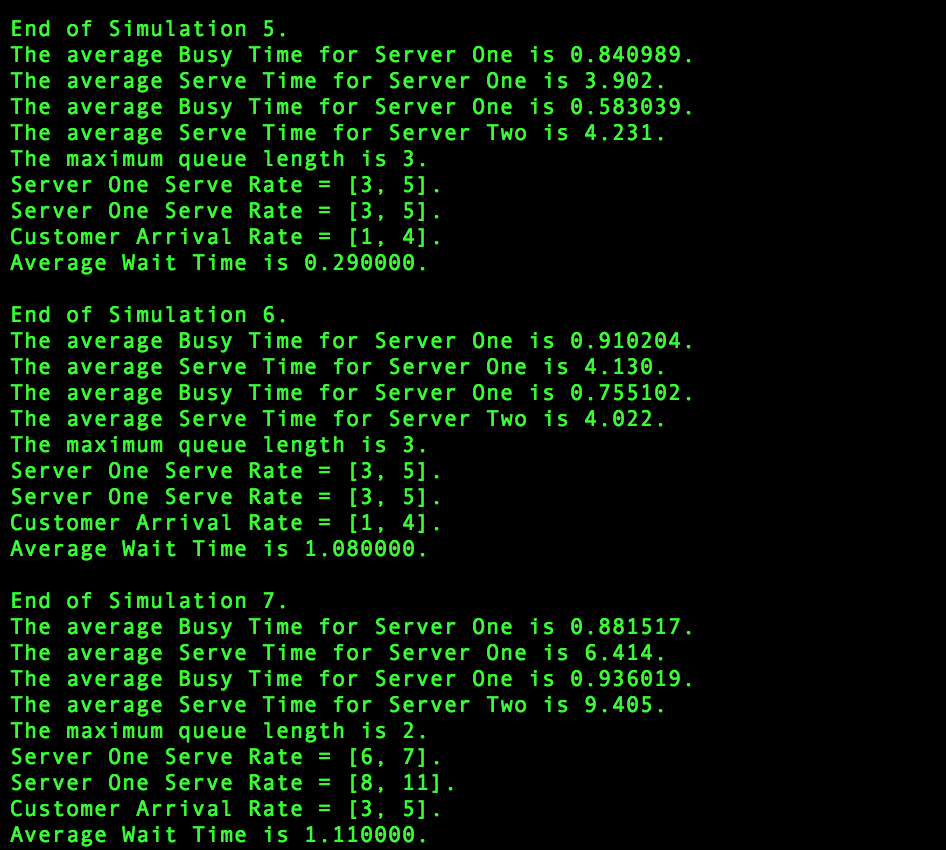 End of Simulation 5.
The average Busy Time for Server One is 0.840989.
The average Serve Time for Server One is 3.902.
The average Busy Time for Server One is 0.583039.
The average Serve Time for Server Two is 4.231.
The maximum queue length is 3.
Server One Serve Rate = [3, 5].
Server One Serve Rate = [3, 5].
Customer Arrival Rate = [1, 4].
Average Wait Time is 0.290000.

End of Simulation 6.
The average Busy Time for Server One is 0.910204.
The average Serve Time for Server One is 4.130.
The average Busy Time for Server One is 0.755102.
The average Serve Time for Server Two is 4.022.
The maximum queue length is 3.
Server One Serve Rate = [3, 5].
Server One Serve Rate = [3, 5].
Customer Arrival Rate = [1, 4].
Average Wait Time is 1.080000.

End of Simulation 7.
The average Busy Time for Server One is 0.881517.
The average Serve Time for Server One is 6.414.
The average Busy Time for Server One is 0.936019.
The average Serve Time for Server Two is 9.405.
The maximum queue length is 2.
Server One Serve Rate = [6, 7].
Server One Serve Rate = [8, 11].
Customer Arrival Rate = [3, 5].
Average Wait Time is 1.110000.